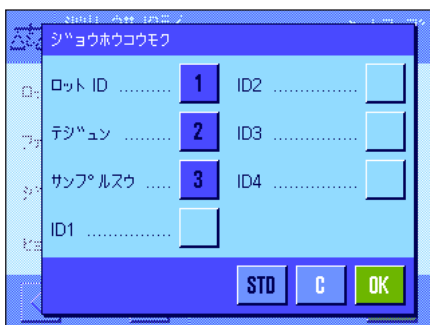 ジョウホウコウモク
ロット ID ......... 1
ID2 ................
テジュン ......... 2
ID3 ................
サンプルスウ ..... 3
ID4 ................
ID1 ...............
STD C OK